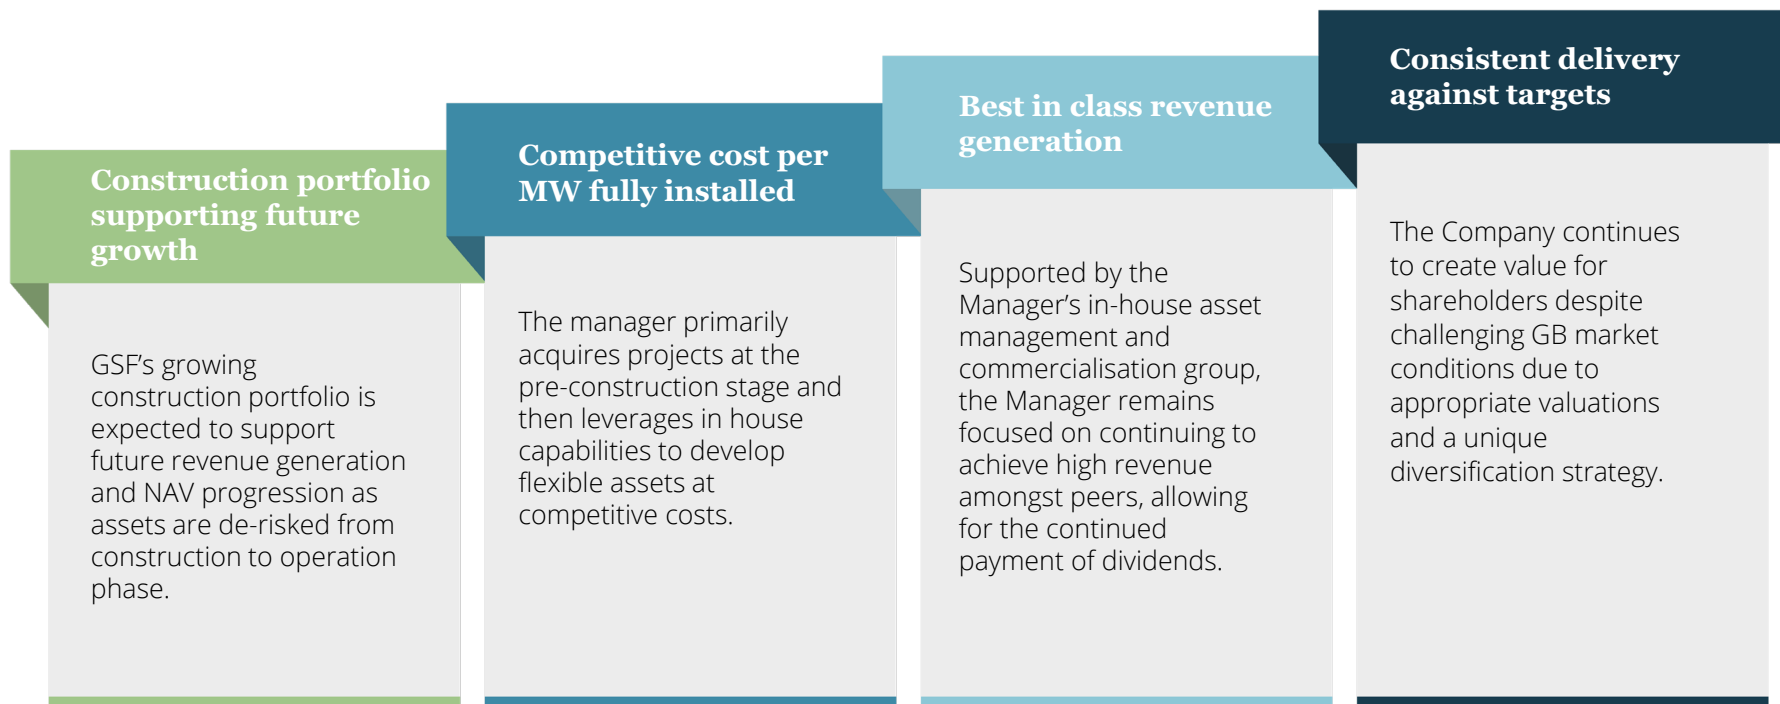 Construction portfolio
supporting future
growth
GSF’s growing
construction portfolio is
expected to support
future revenue generation
and NAV progression as
assets are de-risked from
construction to operation
phase.
Competitive cost per
MW fully installed
The manager primarily
acquires projects at the
pre-construction stage and
then leverages in house
capabilities to develop
flexible assets at
competitive costs.
Best in class revenue
generation
Supported by the
Manager’s in-house asset
management and
commercialisation group,
the Manager remains
focused on continuing to
achieve high revenue
amongst peers, allowing
for the continued
payment of dividends.
Consistent delivery
against targets
The Company continues
to create value for
shareholders despite
challenging GB market
conditions due to
appropriate valuations
and a unique
diversification strategy.